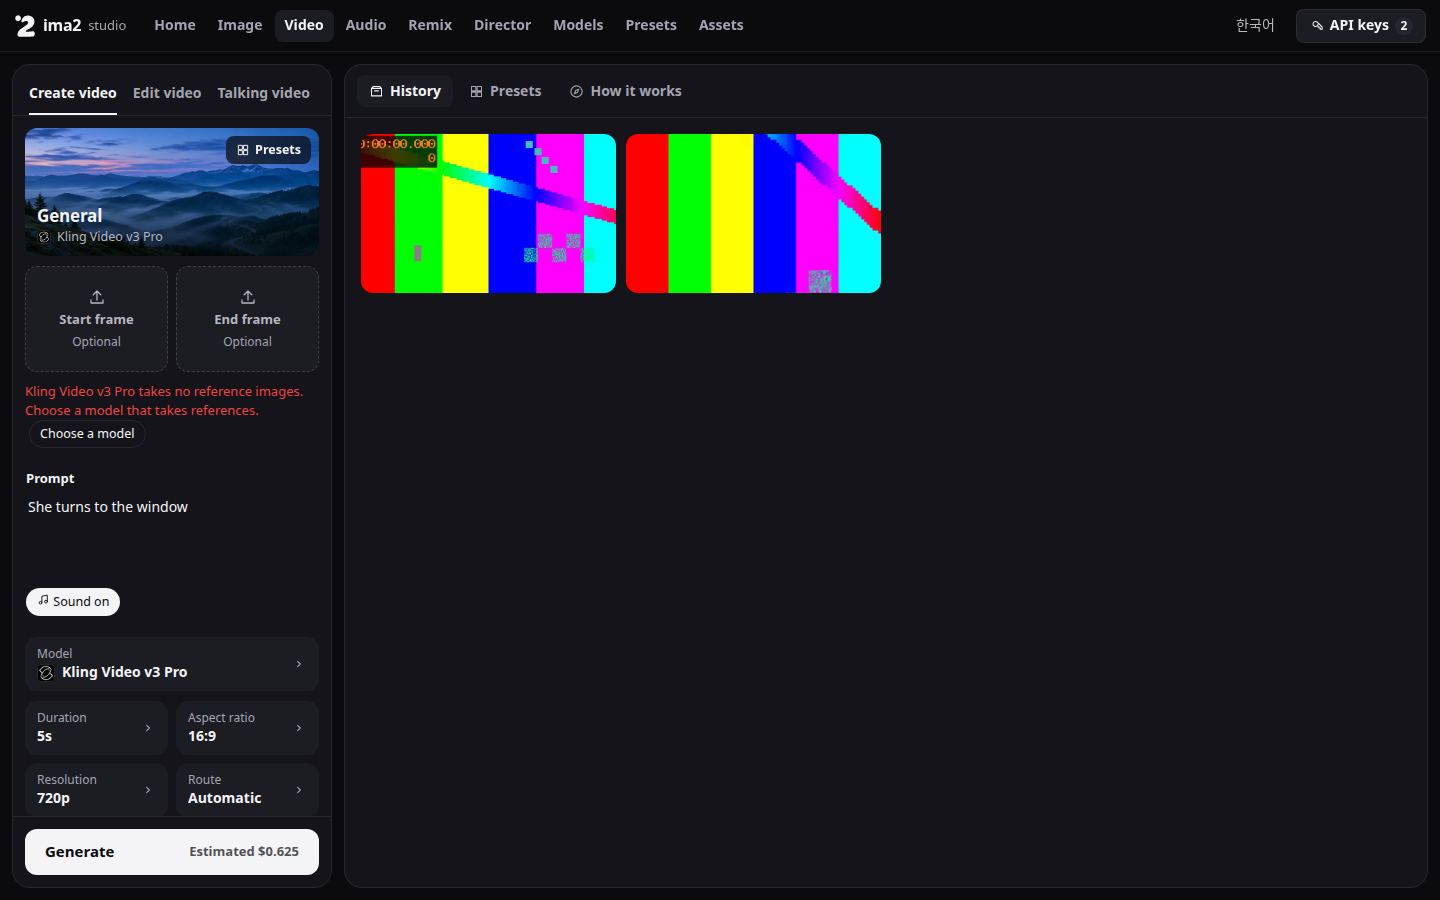 ima2 studio
Home
Image
Video
Audio
Remix
Director
Models
Presets
Assets
한국어
API keys 2
Create video
Edit video
Talking video
Presets
General
Kling Video v3 Pro
Start frame
Optional
End frame
Optional
Kling Video v3 Pro takes no reference images.
Choose a model that takes references.
Choose a model
Prompt
She turns to the window
Sound on
Model
Kling Video v3 Pro
Duration
5s
Aspect ratio
16:9
Resolution
720p
Route
Automatic
Generate
Estimated $0.625
History
Presets
How it works
0:00:00.000
0